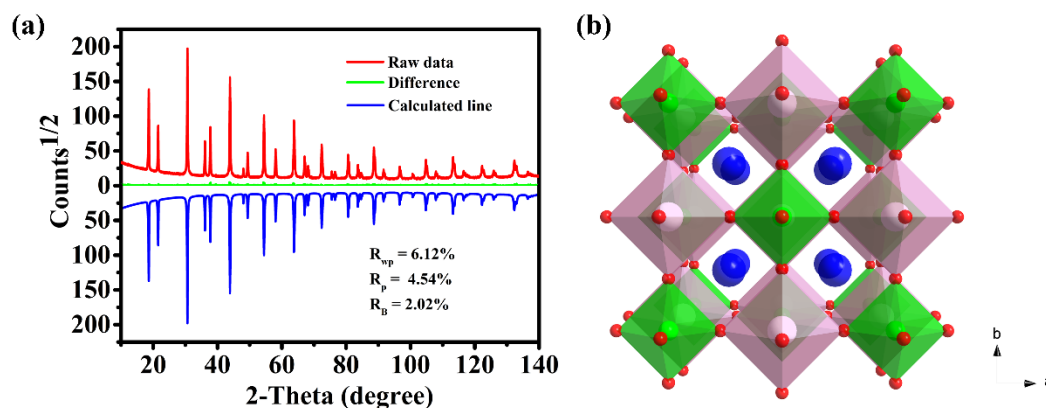 (a)
Counts1/2
200
150
100
50
0
50
100
150
200
Raw data
Difference
Calculated line
Rwp = 6.12%
Rp = 4.54%
RB = 2.02%
20 40 60 80 100 120 140
2-Theta (degree)
(b)
b
a